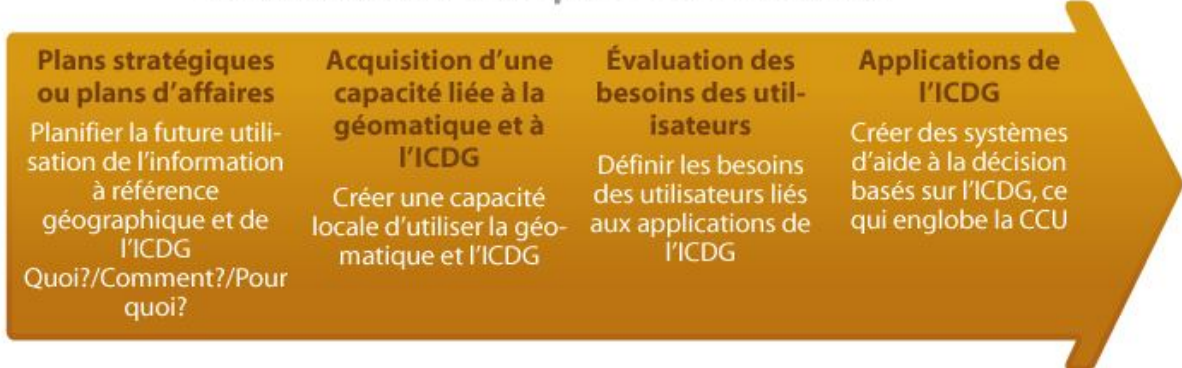 Plans stratégiques
ou plans d’affaires
Planifier la future utili-
sation de l’information
à référence
géographique et de
l’ICDG
Quoi?/Comment?/Pour
quoi?
Acquisition d’une
capacité liée à la
géomatique et à
l’ICDG
Créer une capacité
locale d’utiliser la géo-
matique et l’ICDG
Évaluation des
besoins des util-
isateurs
Définir les besoins
des utilisateurs liés
aux applications de
l’ICDG
Applications de
l’ICDG
Créer des systèmes
d’aide à la décision
basés sur l’ICDG, ce
qui englobe la CCU